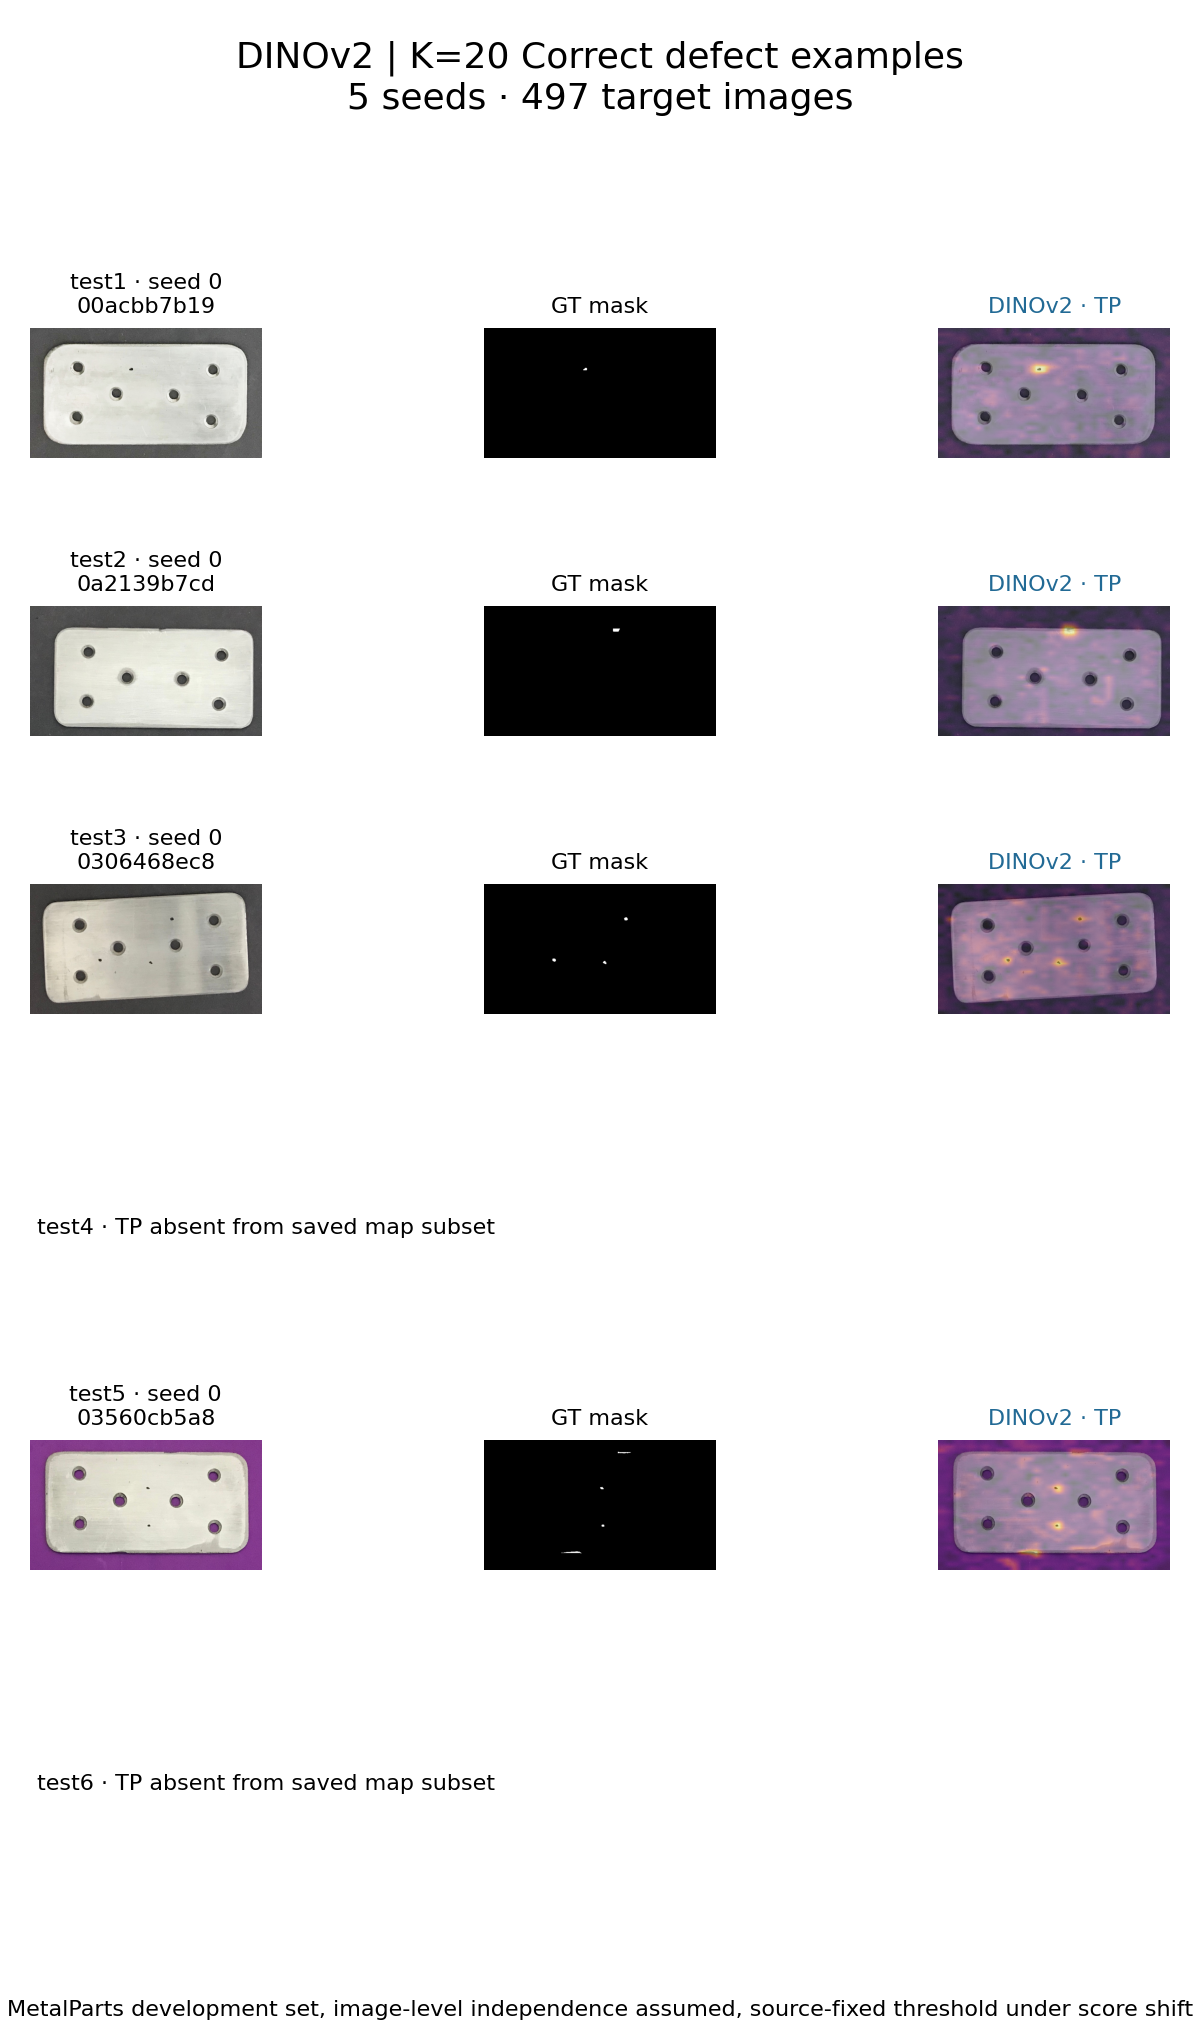 DINOv2 | K=20 Correct defect examples
5 seeds · 497 target images
test1 · seed 0
00acbb7b19
GT mask
DINOv2 · TP
test2 · seed 0
0a2139b7cd
GT mask
DINOv2 · TP
test3 · seed 0
0306468ec8
GT mask
DINOv2 · TP
test4 · TP absent from saved map subset
test5 · seed 0
03560cb5a8
GT mask
DINOv2 · TP
test6 · TP absent from saved map subset
MetalParts development set, image-level independence assumed, source-fixed threshold under score shift